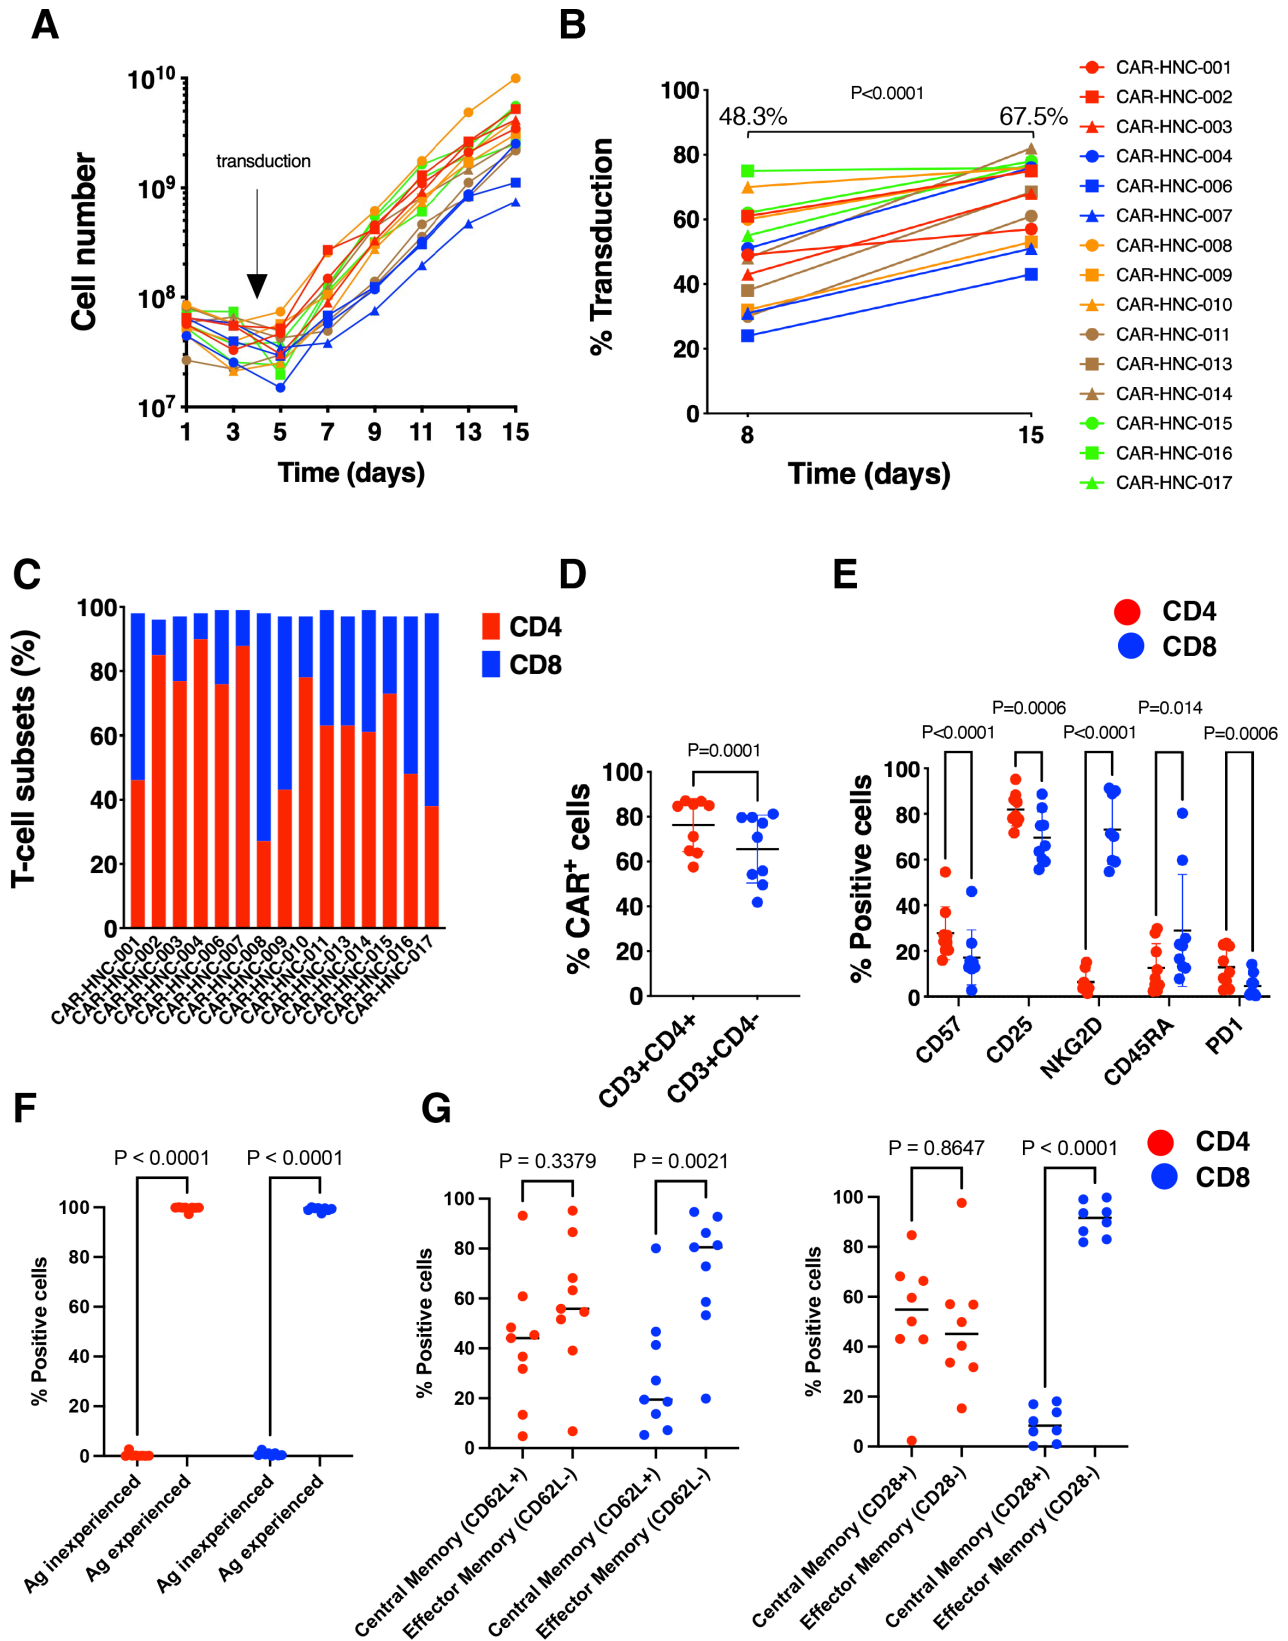 A
10^10
10^9
10^8
10^7
Cell number
transduction
1 3 5 7 9 11 13 15
Time (days)
B
100
80
60
40
20
0
% Transduction
P<0.0001
48.3% 67.5%
8 15
Time (days)
CAR-HNC-001
CAR-HNC-002
CAR-HNC-003
CAR-HNC-004
CAR-HNC-006
CAR-HNC-007
CAR-HNC-008
CAR-HNC-009
CAR-HNC-010
CAR-HNC-011
CAR-HNC-013
CAR-HNC-014
CAR-HNC-015
CAR-HNC-016
CAR-HNC-017
C
100
80
60
40
20
0
T-cell subsets (%)
CD4
CD8
CAR-HNC-001
CAR-HNC-002
CAR-HNC-003
CAR-HNC-004
CAR-HNC-006
CAR-HNC-007
CAR-HNC-008
CAR-HNC-009
CAR-HNC-010
CAR-HNC-011
CAR-HNC-013
CAR-HNC-014
CAR-HNC-015
CAR-HNC-016
CAR-HNC-017
D
P=0.0001
100
80
60
40
20
0
% CAR+ cells
CD3+CD4+
CD3+CD4-
E
CD4
CD8
P<0.0001
P=0.0006
P<0.0001
P=0.014
P=0.0006
100
80
60
40
20
0
% Positive cells
CD57
CD25
NKG2D
CD45RA
PD1
F
P < 0.0001 P < 0.0001
100
80
60
40
20
0
% Positive cells
Ag inexperienced
Ag experienced
Ag inexperienced
Ag experienced
G
P = 0.3379 P = 0.0021
100
80
60
40
20
0
% Positive cells
Central Memory (CD62L+)
Effector Memory (CD62L-)
Central Memory (CD62L+)
Effector Memory (CD62L-)
P = 0.8647 P < 0.0001
100
80
60
40
20
0
% Positive cells
Central Memory (CD28+)
Effector Memory (CD28-)
Central Memory (CD28+)
Effector Memory (CD28-)
CD4
CD8